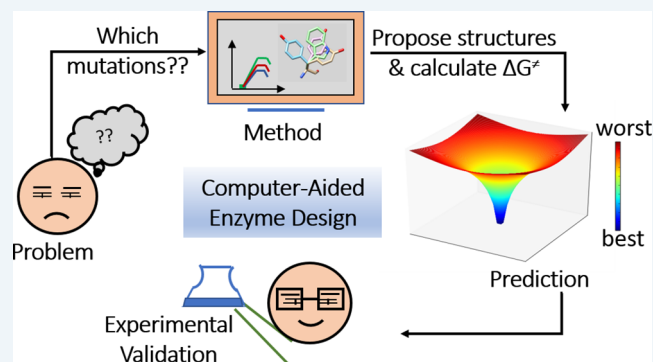 Which
mutations??
??
Problem
Method
Propose structures
& calculate ΔG≠
worst
best
Prediction
Computer-Aided
Enzyme Design
Experimental
Validation